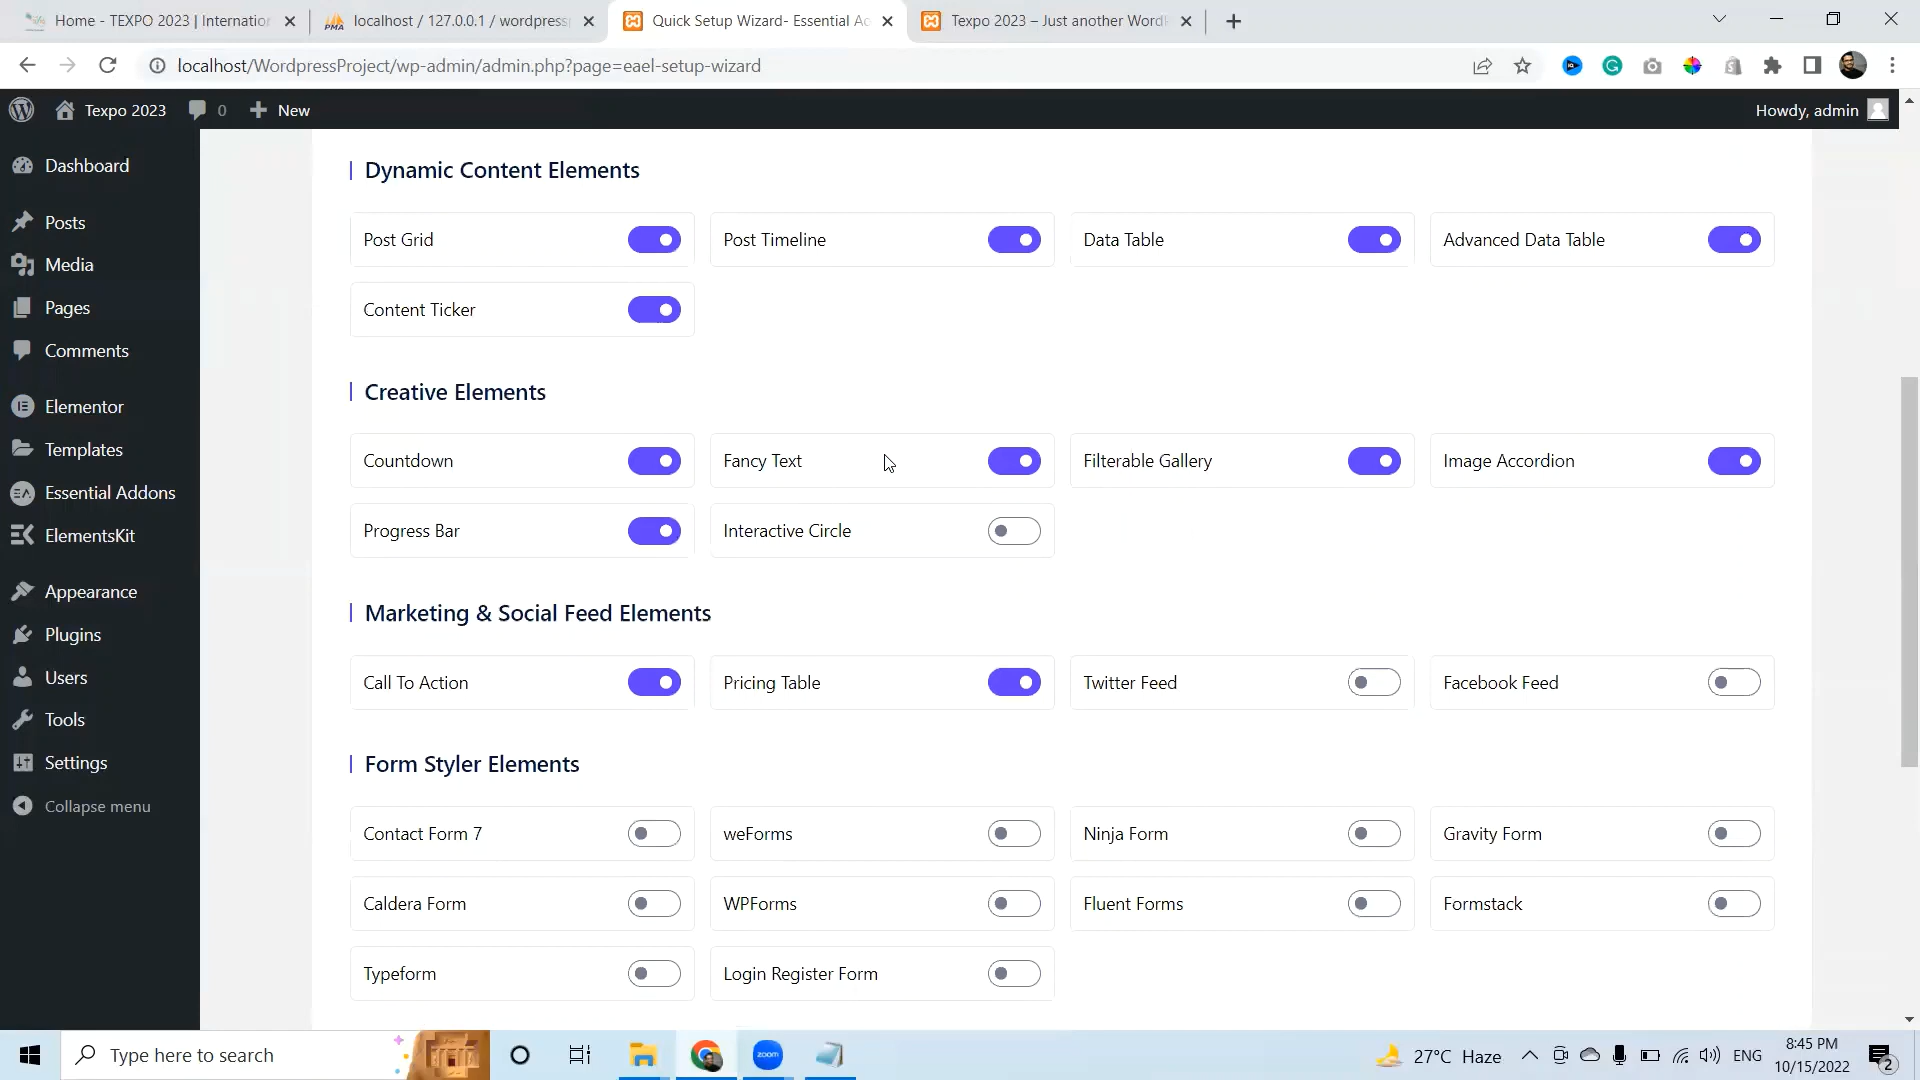 Home - TEXPO 2023 | Internatio
localhost / 127.0.0.1 / wordpress
Quick Setup Wizard- Essential Ad
Texpo 2023 – Just another Word
localhost/WordpressProject/wp-admin/admin.php?page=eael-setup-wizard
Texpo 2023
0
New
Howdy, admin
Dashboard
Posts
Media
Pages
Comments
Elementor
Templates
Essential Addons
ElementsKit
Appearance
Plugins
Users
Tools
Settings
Collapse menu
Dynamic Content Elements
Post Grid
Post Timeline
Data Table
Advanced Data Table
Content Ticker
Creative Elements
Countdown
Fancy Text
Filterable Gallery
Image Accordion
Progress Bar
Interactive Circle
Marketing & Social Feed Elements
Call To Action
Pricing Table
Twitter Feed
Facebook Feed
Form Styler Elements
Contact Form 7
weForms
Ninja Form
Gravity Form
Caldera Form
WPForms
Fluent Forms
Formstack
Typeform
Login Register Form
Type here to search
zoom
27°C Haze
ENG
8:45 PM
10/15/2022
2